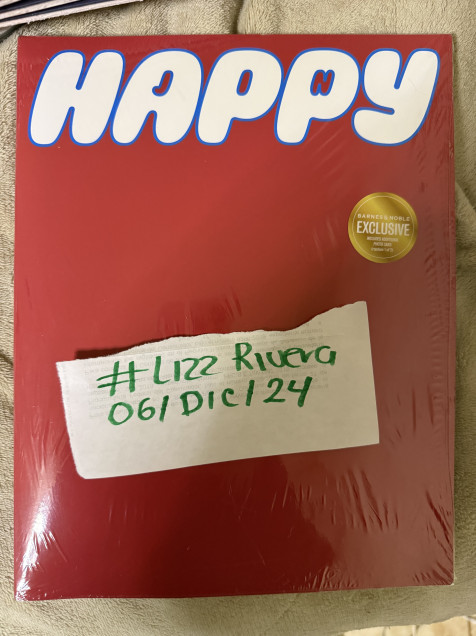 HAPPY
BARNES & NOBLE
EXCLUSIVE
#Lizz Rivera
06/DIC/24